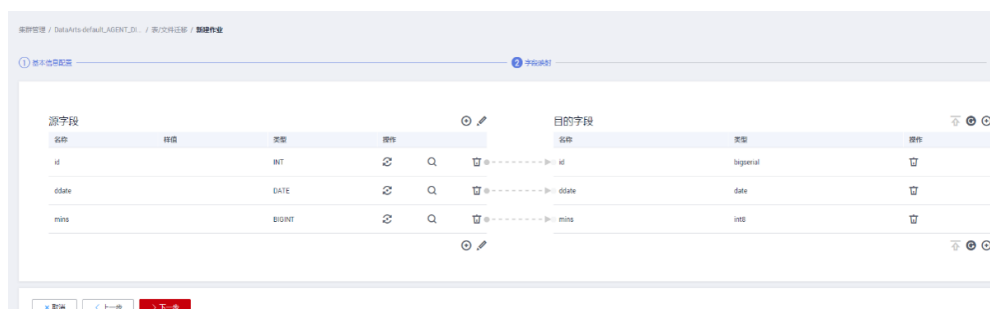 集群管理 / DataArts-default_AGENT_DI... / 表/文件迁移 / 新建作业
1 基本信息配置
2 字段映射
源字段
名称 样值 类型 操作
id INT
ddate DATE
mins BIGINT
目的字段
名称 类型 操作
id bigserial
ddate date
mins int8
× 取消
< 上一步
> 下一步